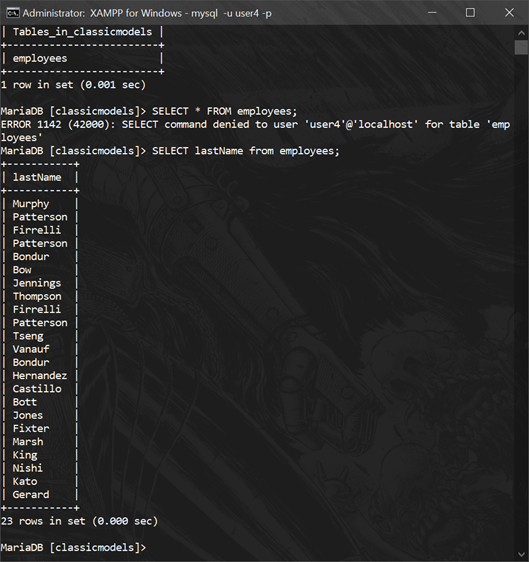 Administrator: XAMPP for Windows - mysql -u user4 -p
| Tables_in_classicmodels |
+-------------------------+
| employees               |
+-------------------------+
1 row in set (0.001 sec)
MariaDB [classicmodels]> SELECT * FROM employees;
ERROR 1142 (42000): SELECT command denied to user 'user4'@'localhost' for table 'emp
loyees'
MariaDB [classicmodels]> SELECT lastName from employees;
+-----------+
| lastName  |
+-----------+
| Murphy    |
| Patterson |
| Firrelli  |
| Patterson |
| Bondur    |
| Bow       |
| Jennings  |
| Thompson  |
| Firrelli  |
| Patterson |
| Tseng     |
| Vanauf    |
| Bondur    |
| Hernandez |
| Castillo  |
| Bott      |
| Jones     |
| Fixter    |
| Marsh     |
| King      |
| Nishi     |
| Kato      |
| Gerard    |
+-----------+
23 rows in set (0.000 sec)
MariaDB [classicmodels]>